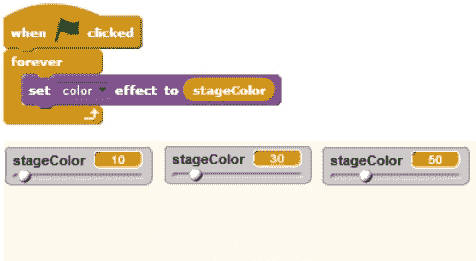 when clicked
forever
set color effect to stageColor
stageColor 10
stageColor 30
stageColor 50